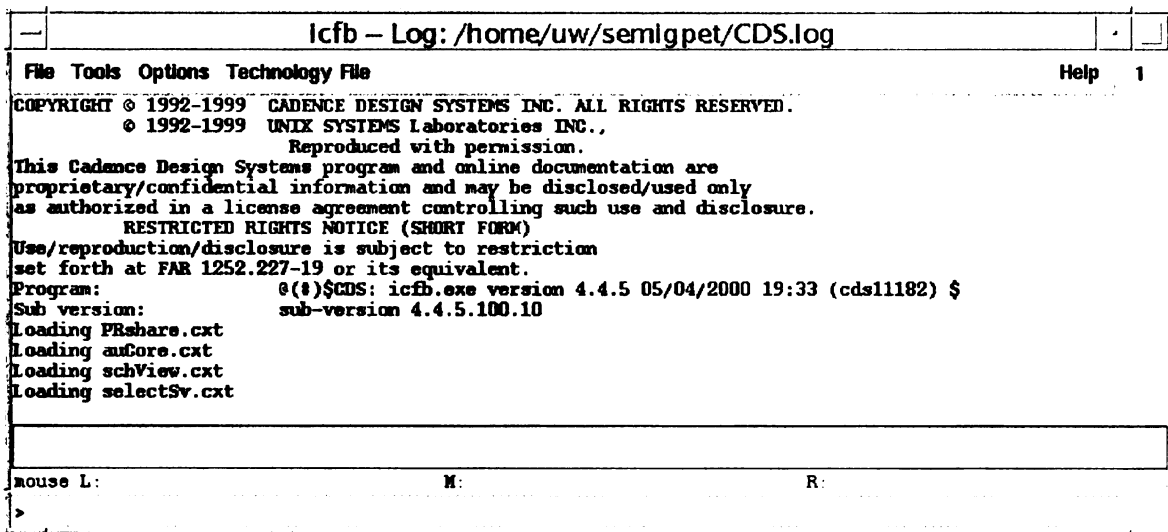 icfb – Log: /home/uw/semigpet/CDS.log
File Tools Options Technology File Help 1
COPYRIGHT © 1992-1999 CADENCE DESIGN SYSTEMS INC. ALL RIGHTS RESERVED.
© 1992-1999 UNIX SYSTEMS Laboratories INC.,
Reproduced with permission.
This Cadence Design Systems program and online documentation are
proprietary/confidential information and may be disclosed/used only
as authorized in a license agreement controlling such use and disclosure.
RESTRICTED RIGHTS NOTICE (SHORT FORM)
Use/reproduction/disclosure is subject to restriction
set forth at FAR 1252.227-19 or its equivalent.
Program: @(#)$CDS: icfb.exe version 4.4.5 05/04/2000 19:33 (cds11182) $
Sub version: sub-version 4.4.5.100.10
Loading PRshare.cxt
Loading auCore.cxt
Loading schView.cxt
Loading selectSv.cxt
mouse L: M: R:
>